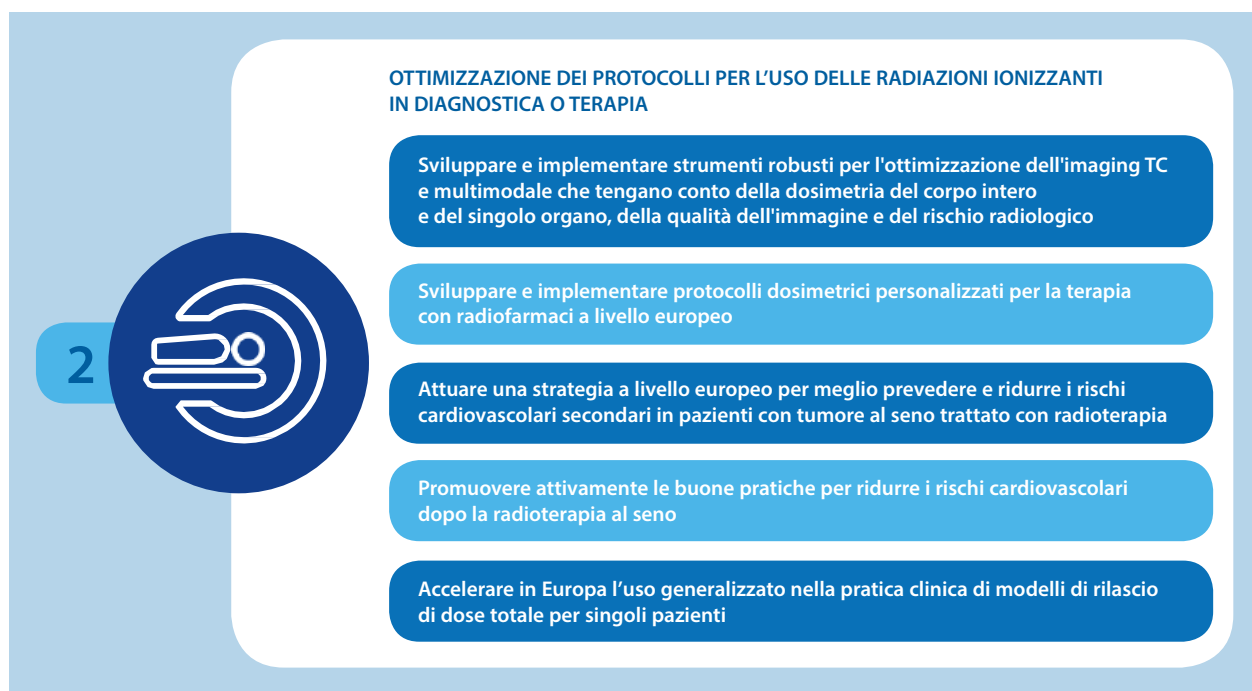 OTTIMIZZAZIONE DEI PROTOCOLLI PER L’USO DELLE RADIAZIONI IONIZZANTI
IN DIAGNOSTICA O TERAPIA
Sviluppare e implementare strumenti robusti per l'ottimizzazione dell'imaging TC
e multimodale che tengano conto della dosimetria del corpo intero
e del singolo organo, della qualità dell'immagine e del rischio radiologico
Sviluppare e implementare protocolli dosimetrici personalizzati per la terapia
con radiofarmaci a livello europeo
2
Attuare una strategia a livello europeo per meglio prevedere e ridurre i rischi
cardiovascolari secondari in pazienti con tumore al seno trattato con radioterapia
Promuovere attivamente le buone pratiche per ridurre i rischi cardiovascolari
dopo la radioterapia al seno
Accelerare in Europa l’uso generalizzato nella pratica clinica di modelli di rilascio
di dose totale per singoli pazienti